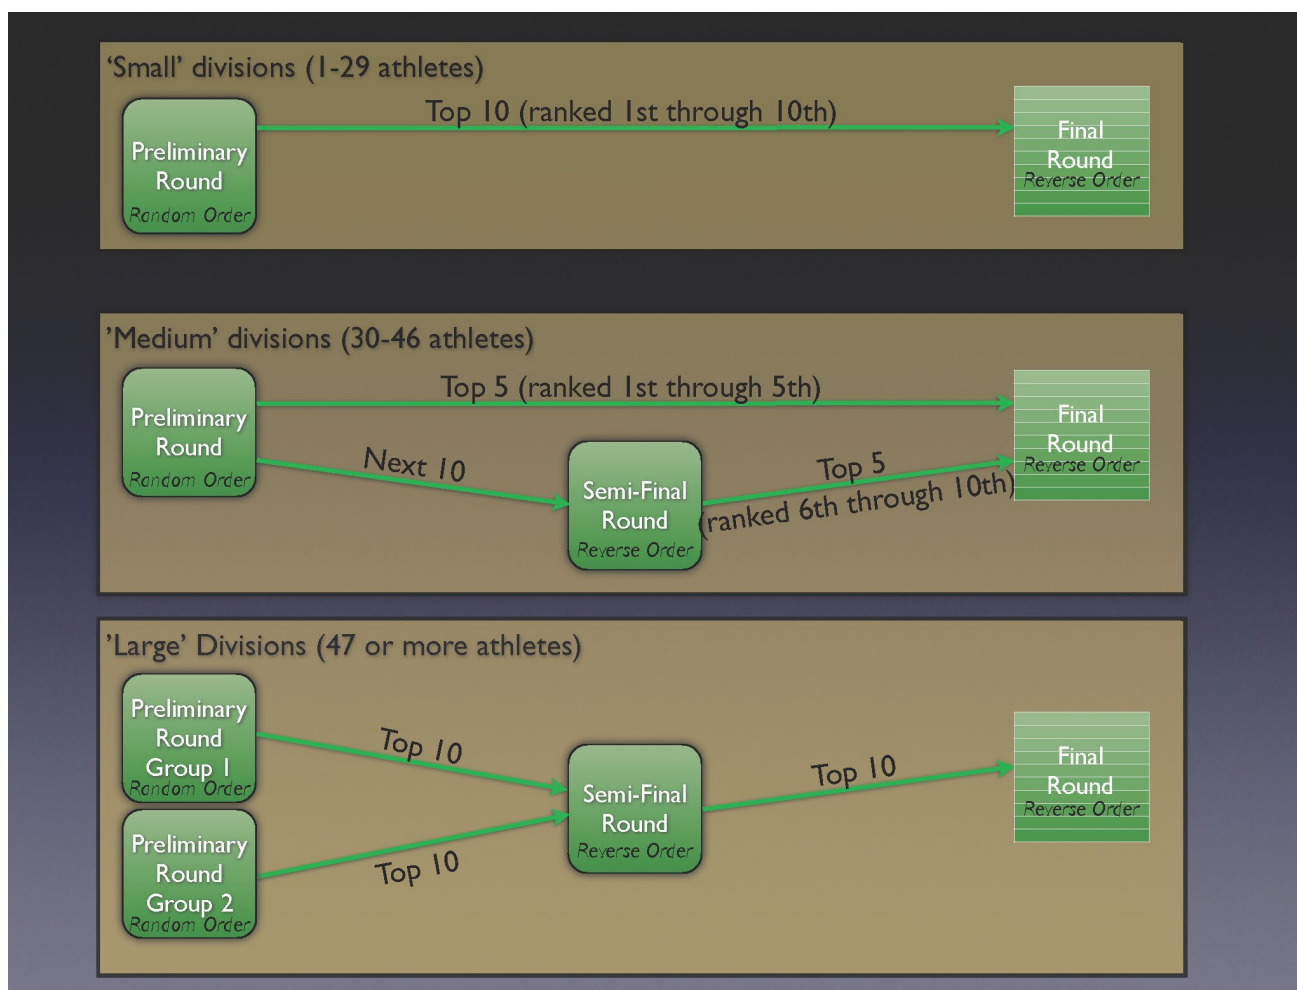 ‘Small’ divisions (1-29 athletes)
Top 10 (ranked 1st through 10th)
Preliminary
Round
Random Order
Final
Round
Reverse Order
’Medium’ divisions (30-46 athletes)
Top 5 (ranked 1st through 5th)
Preliminary
Round
Random Order
Next 10
Semi-Final
Round
Reverse Order
Top 5
(ranked 6th through 10th)
Final
Round
Reverse Order
’Large’ Divisions (47 or more athletes)
Preliminary
Round
Group 1
Random Order
Top 10
Preliminary
Round
Group 2
Random Order
Top 10
Semi-Final
Round
Reverse Order
Top 10
Final
Round
Reverse Order